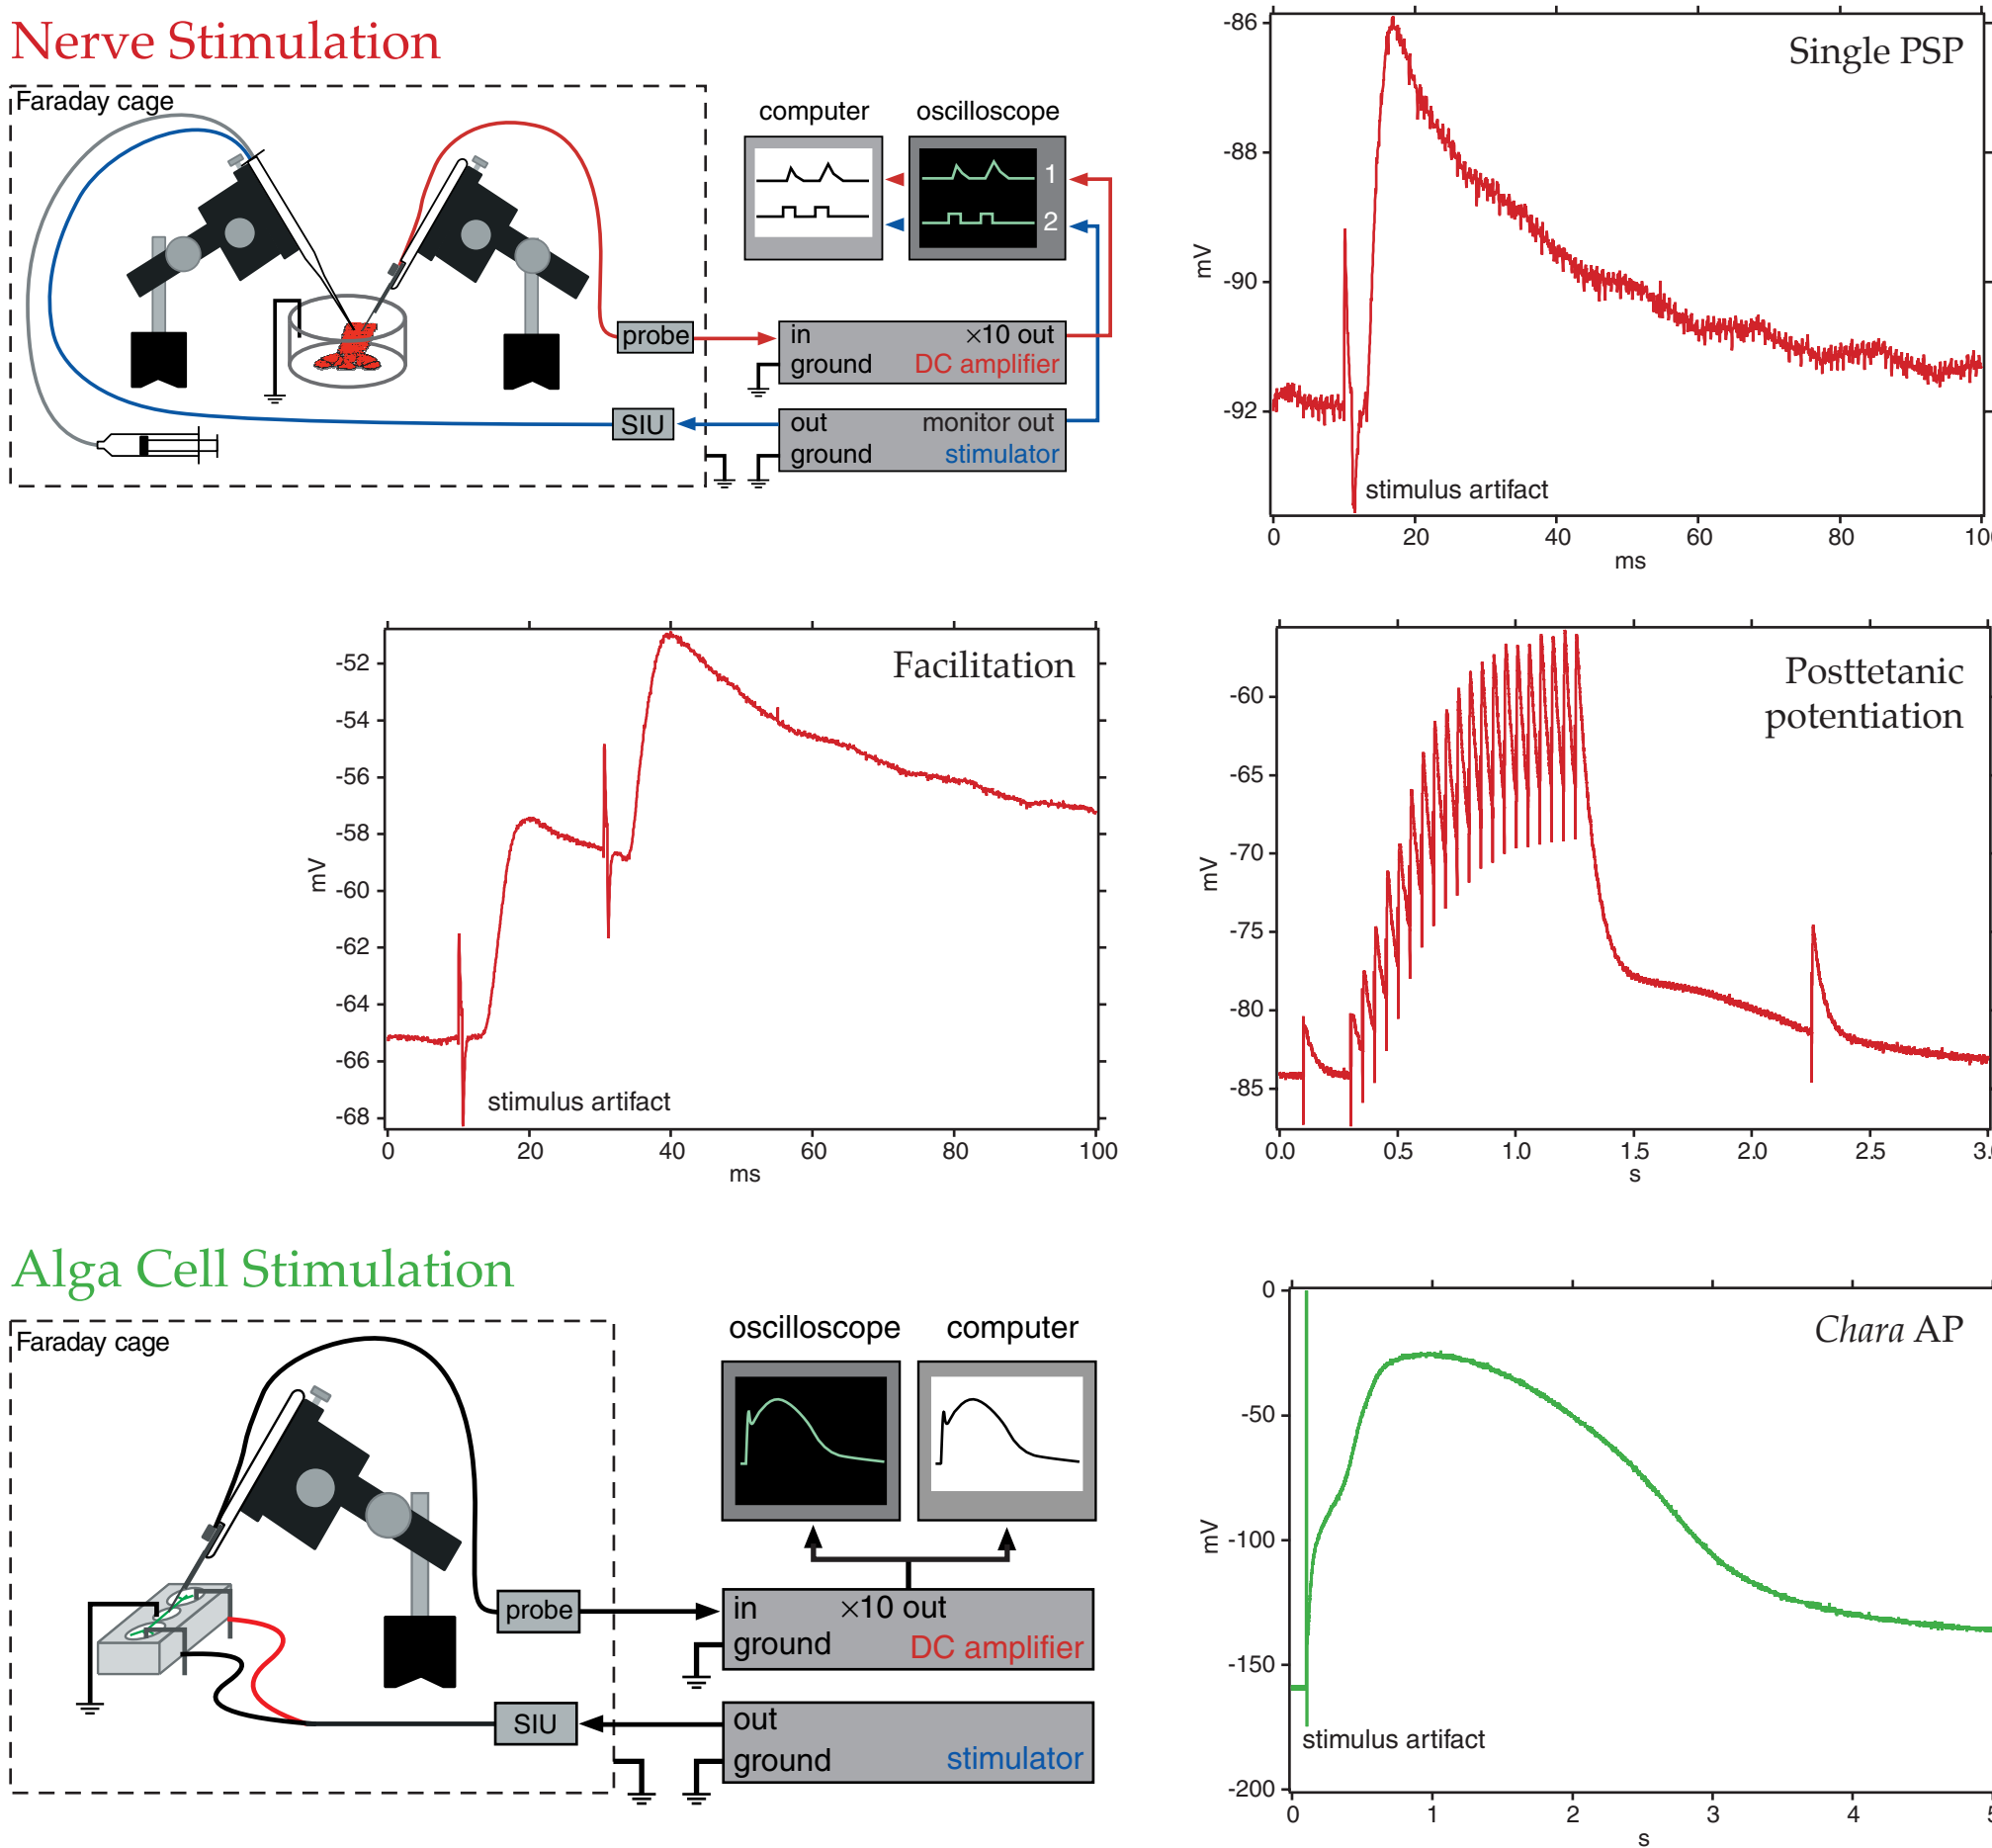 Nerve Stimulation
Faraday cage
computer
oscilloscope
1
2
probe
in
×10 out
ground
DC amplifier
SIU
out
monitor out
ground
stimulator
Single PSP
-86
-88
-90
-92
mV
stimulus artifact
0
20
40
60
80
10
ms
Facilitation
-52
-54
-56
-58
-60
-62
-64
-66
-68
mV
stimulus artifact
0
20
40
60
80
100
ms
Posttetanic
potentiation
-60
-65
-70
-75
-80
-85
mV
0.0
0.5
1.0
1.5
2.0
2.5
3.
s
Alga Cell Stimulation
Faraday cage
oscilloscope
computer
probe
in
×10 out
ground
DC amplifier
SIU
out
ground
stimulator
Chara AP
0
-50
-100
-150
-200
mV
stimulus artifact
0
1
2
3
4
s